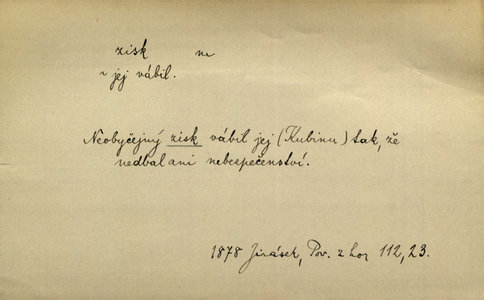 zisk m
~ jej vábil.
Neobyčejný zisk vábil jej (Kubinu) tak, že
nedbal ani nebezpečenství.
1878 Jirásek, Pov. z hor 112, 23.